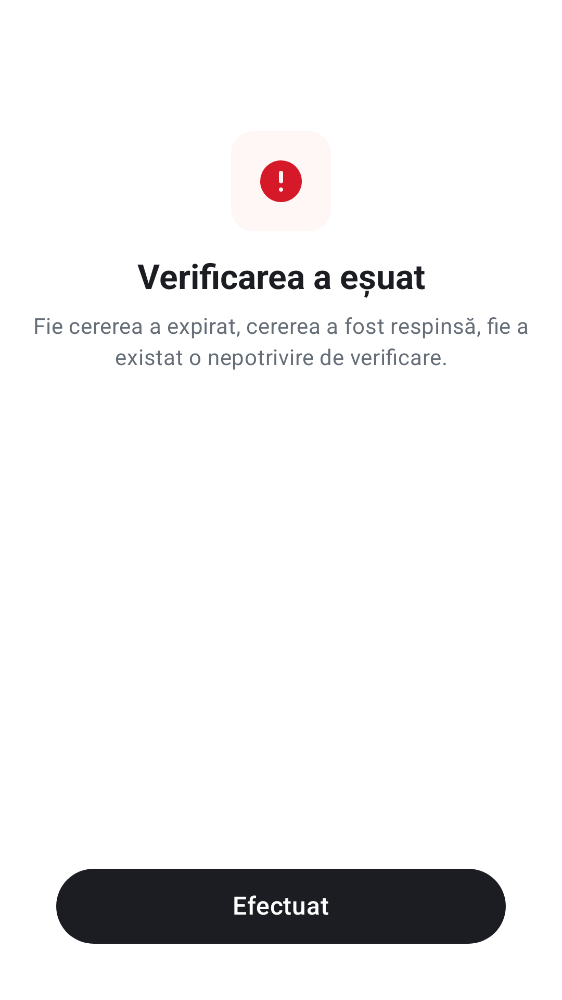 Verificarea a eșuat
Fie cererea a expirat, cererea a fost respinsă, fie a
existat o nepotrivire de verificare.
Efectuat